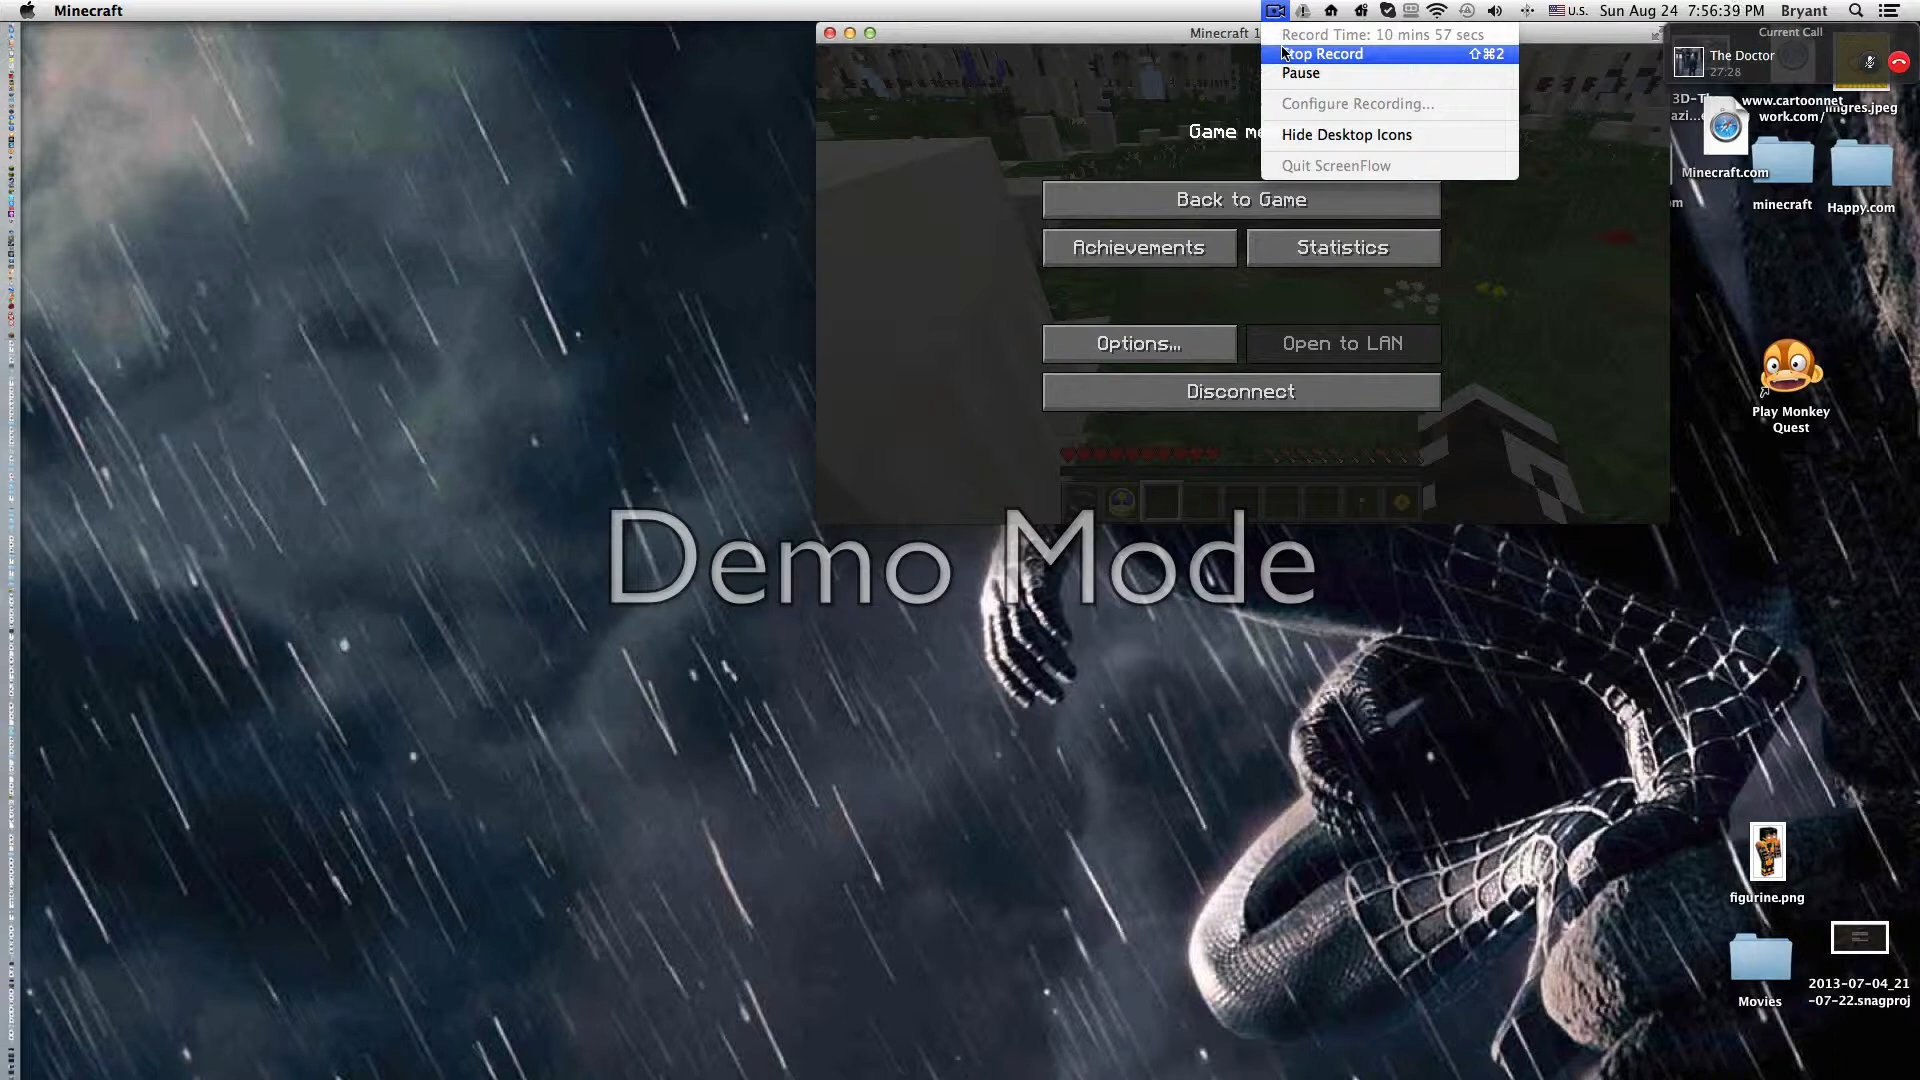 Minecraft
U.S. Sun Aug 24 7:56:39 PM Bryant
Minecraft 1
Record Time: 10 mins 57 secs
top Record ⇧⌘2
Pause
Configure Recording...
Hide Desktop Icons
Quit ScreenFlow
Current Call
The Doctor
27:28
Game me
Back to Game
Achievements
Statistics
Options...
Open to LAN
Disconnect
Demo Mode
www.cartoonnet
work.com/
Minecraft.com
minecraft
Happy.com
Play Monkey
Quest
figurine.png
Movies
2013-07-04_21
-07-22.snagproj